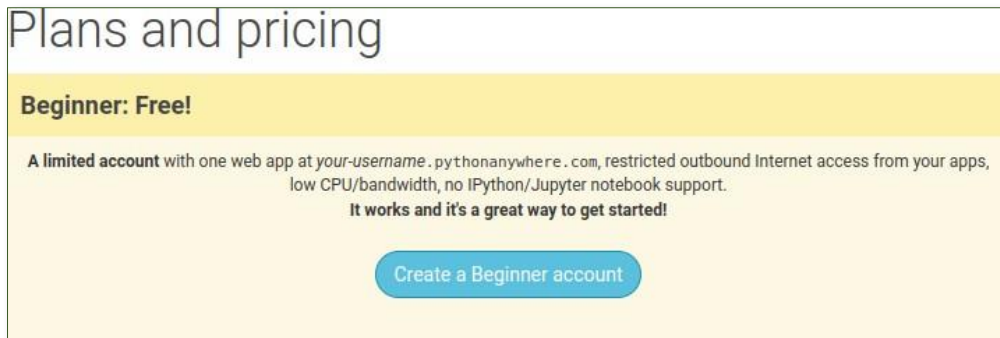 Plans and pricing
Beginner: Free!
A limited account with one web app at your-username.pythonanywhere.com, restricted outbound Internet access from your apps,
low CPU/bandwidth, no IPython/Jupyter notebook support.
It works and it's a great way to get started!
Create a Beginner account